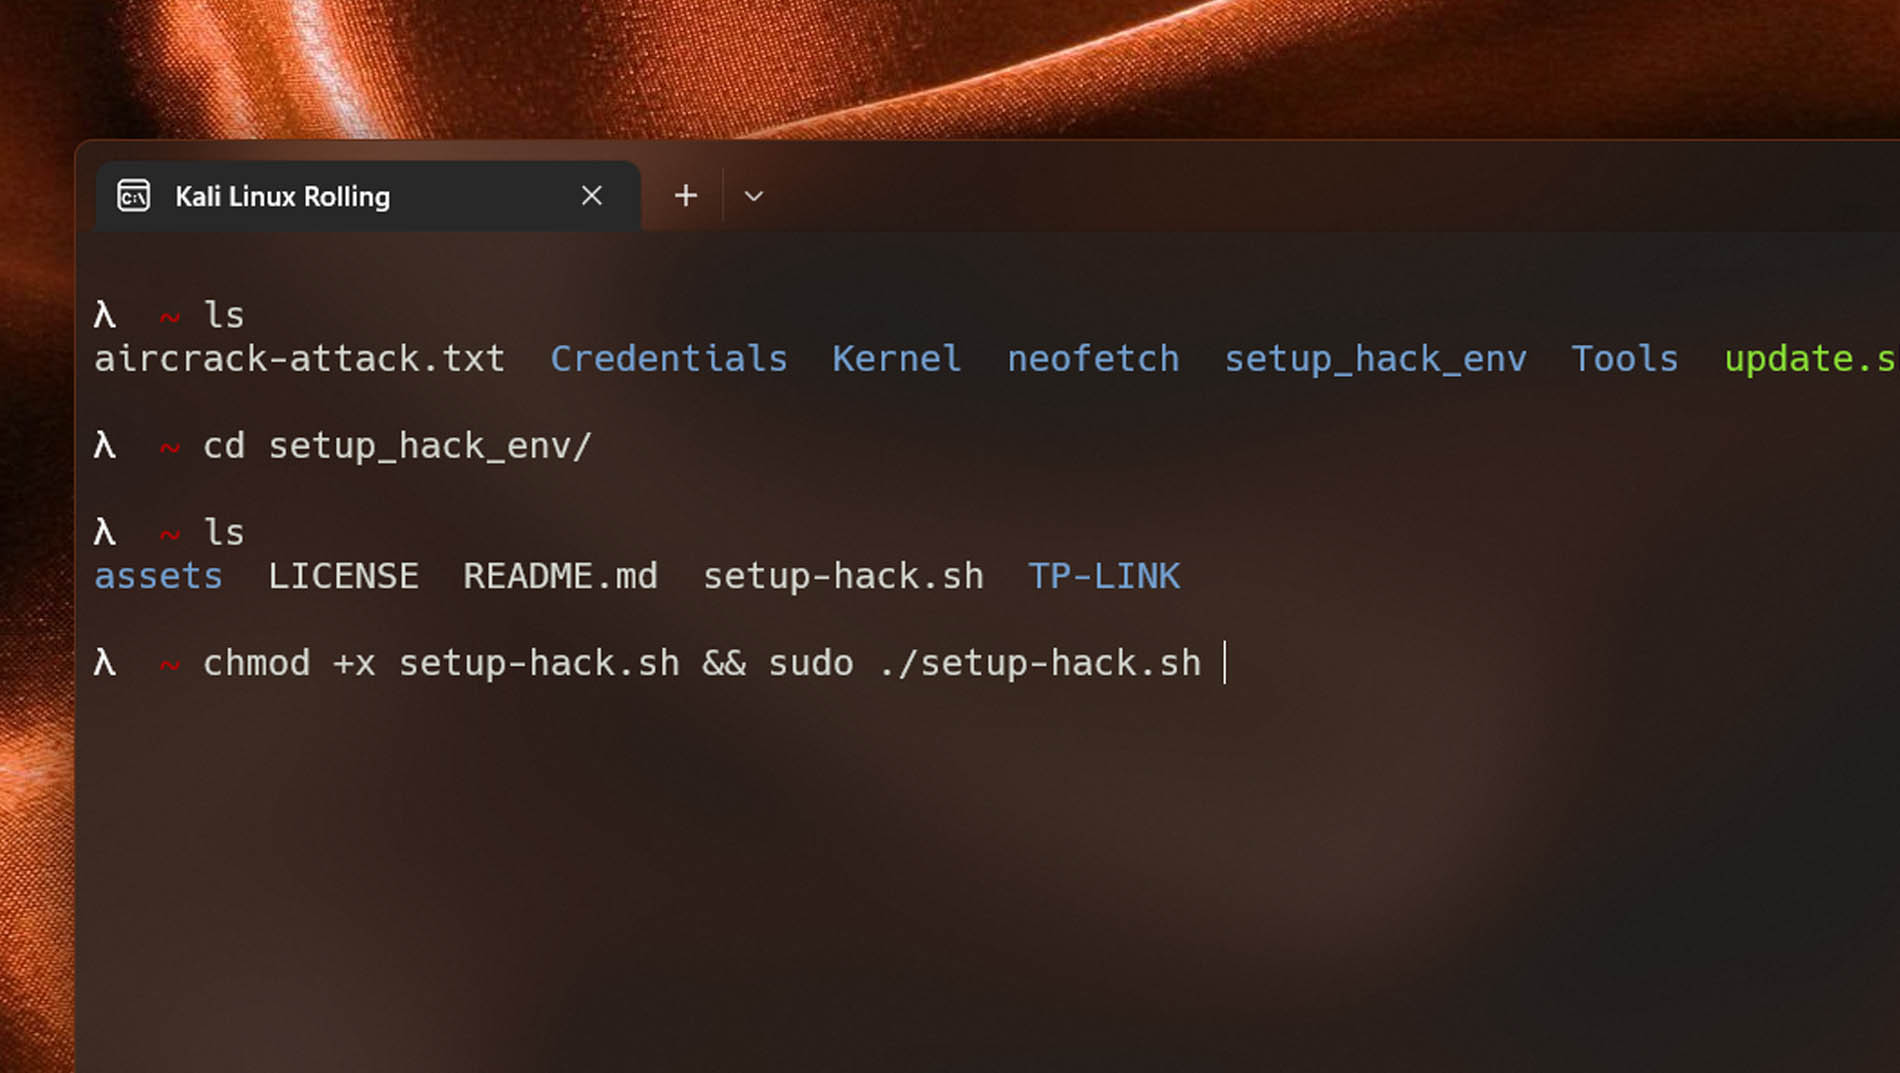 Kali Linux Rolling
λ ~ ls
aircrack-attack.txt Credentials Kernel neofetch setup_hack_env Tools update.s
λ ~ cd setup_hack_env/
λ ~ ls
assets LICENSE README.md setup-hack.sh TP-LINK
λ ~ chmod +x setup-hack.sh && sudo ./setup-hack.sh